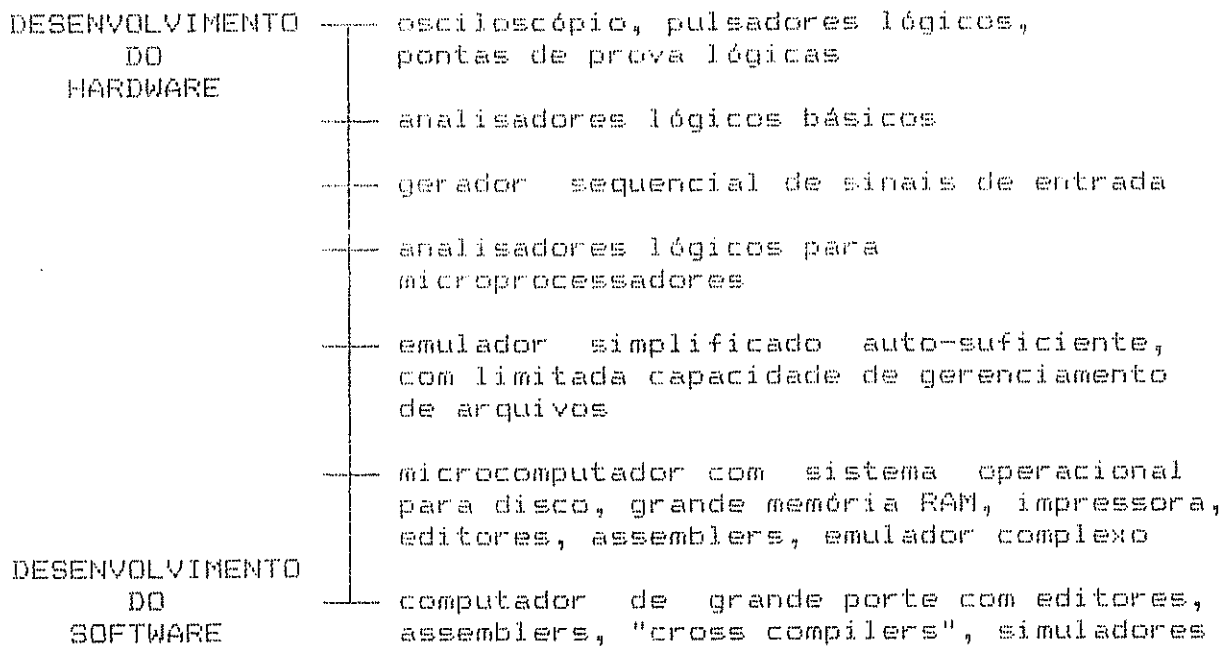 DESENVOLVIMENTO
DO
HARDWARE
osciloscópio, pulsadores lógicos,
pontas de prova lógicas
analisadores lógicos básicos
gerador sequencial de sinais de entrada
analisadores lógicos para
microprocessadores
emulador simplificado auto-suficiente,
com limitada capacidade de gerenciamento
de arquivos
microcomputador com sistema operacional
para disco, grande memória RAM, impressora,
editores, assemblers, emulador complexo
DESENVOLVIMENTO
DO
SOFTWARE
computador de grande porte com editores,
assemblers, "cross compilers", simuladores